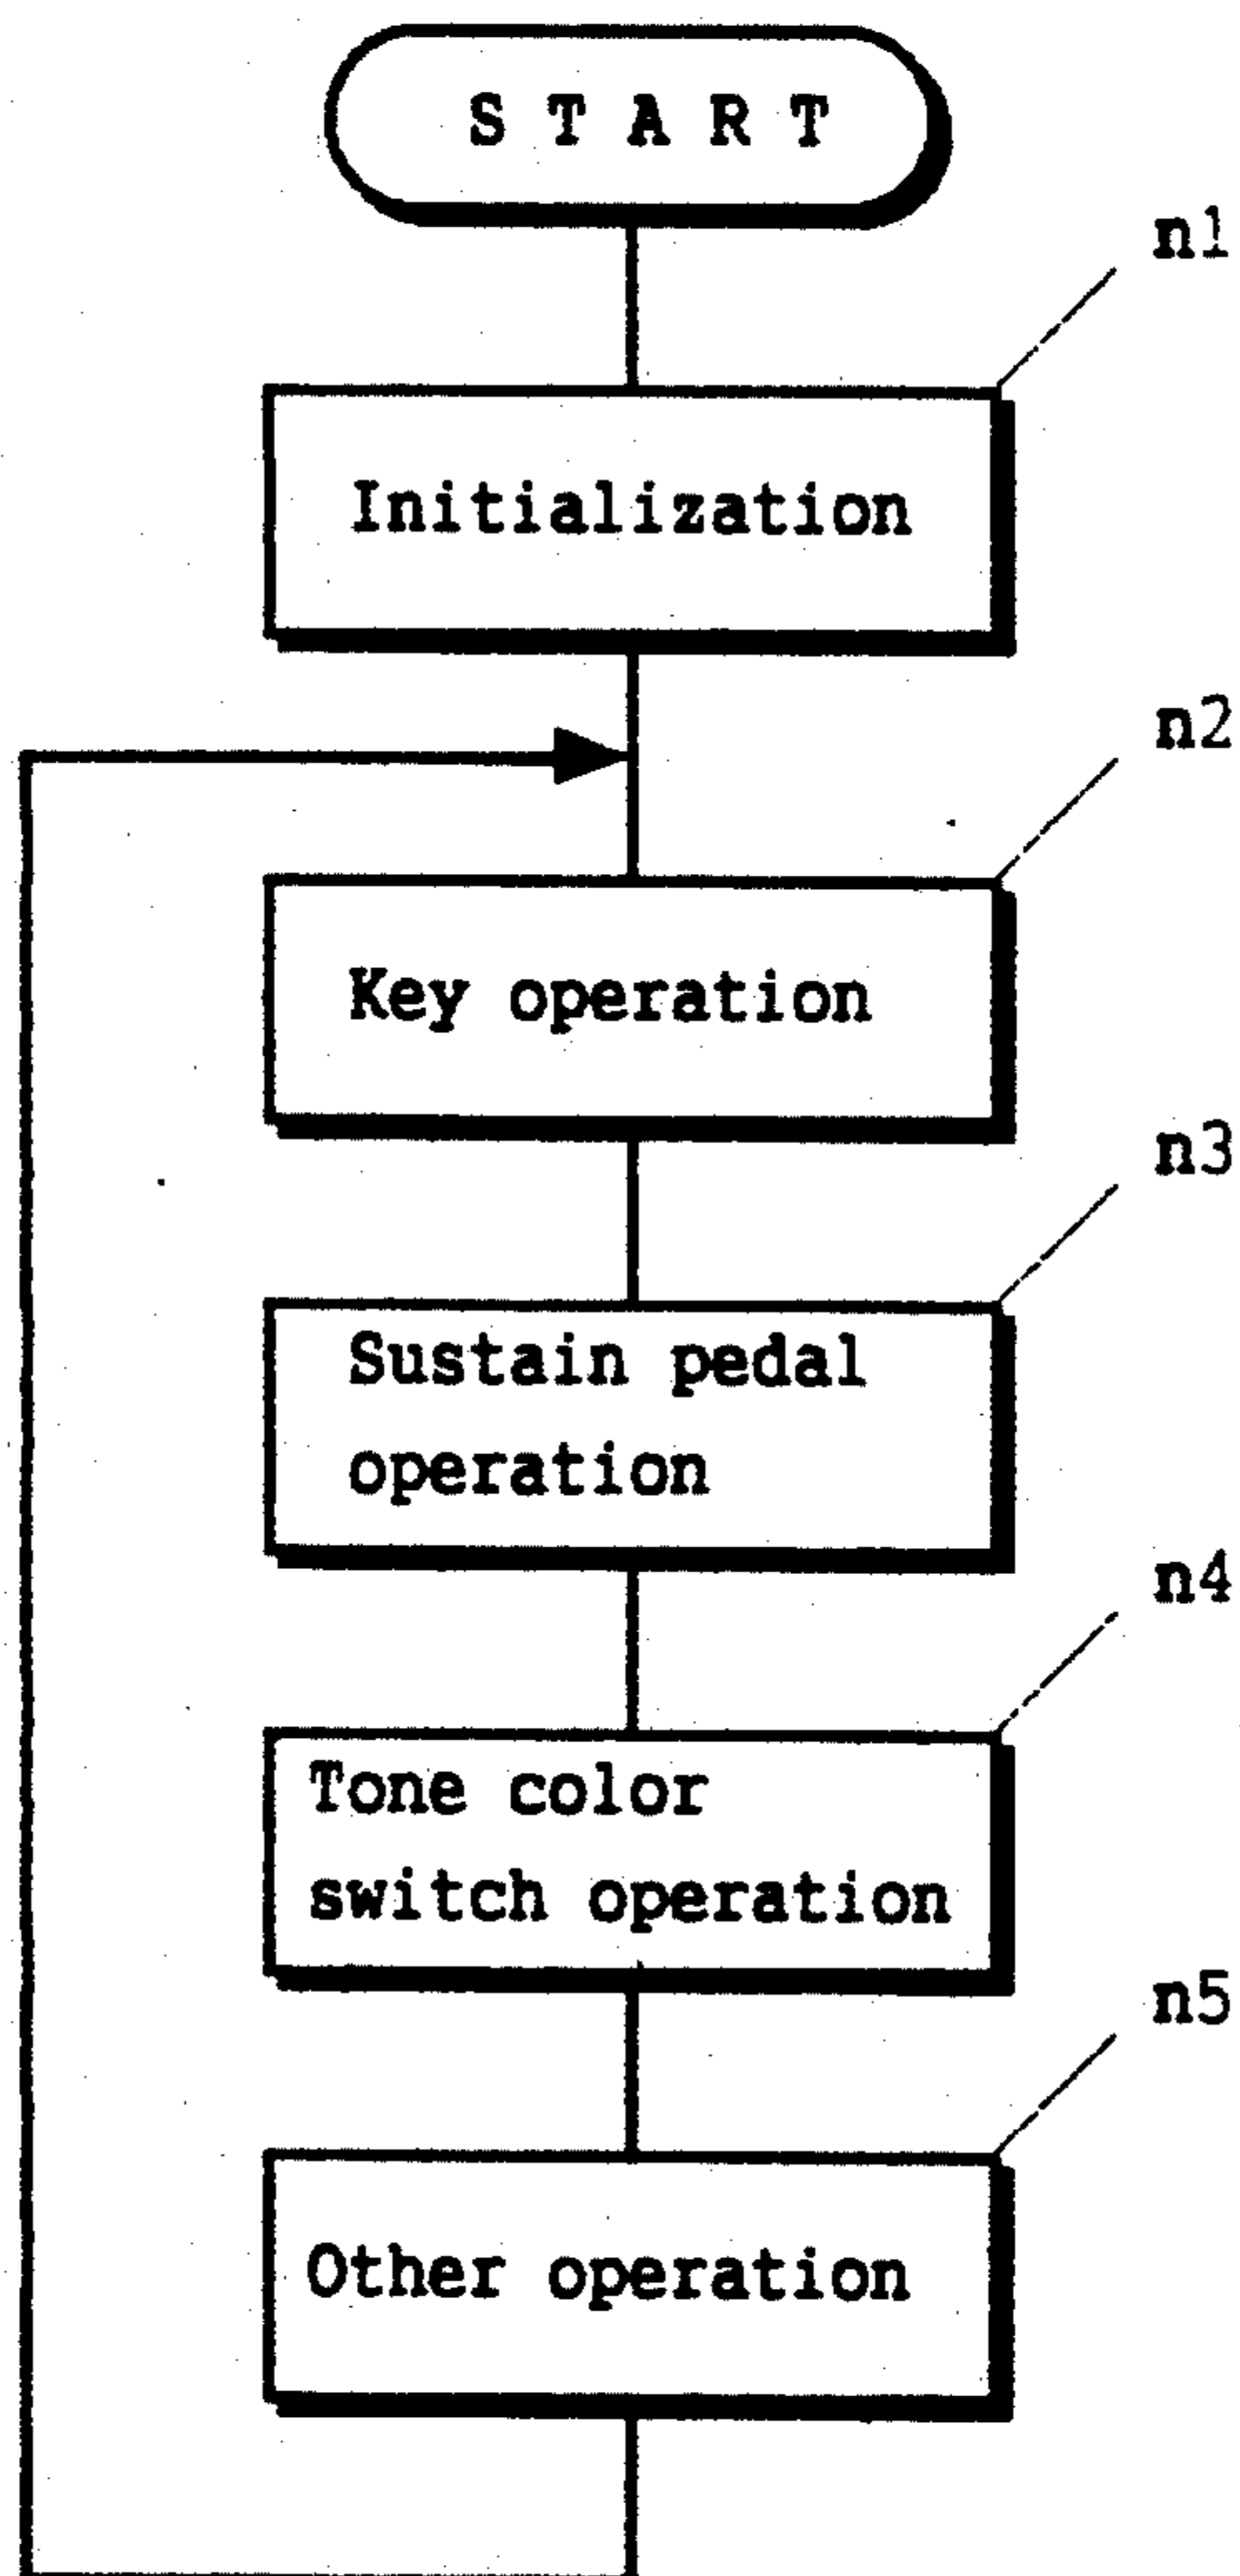 START
n1
Initialization
n2
Key operation
n3
Sustain pedal
operation
n4
Tone color
switch operation
n5
Other operation